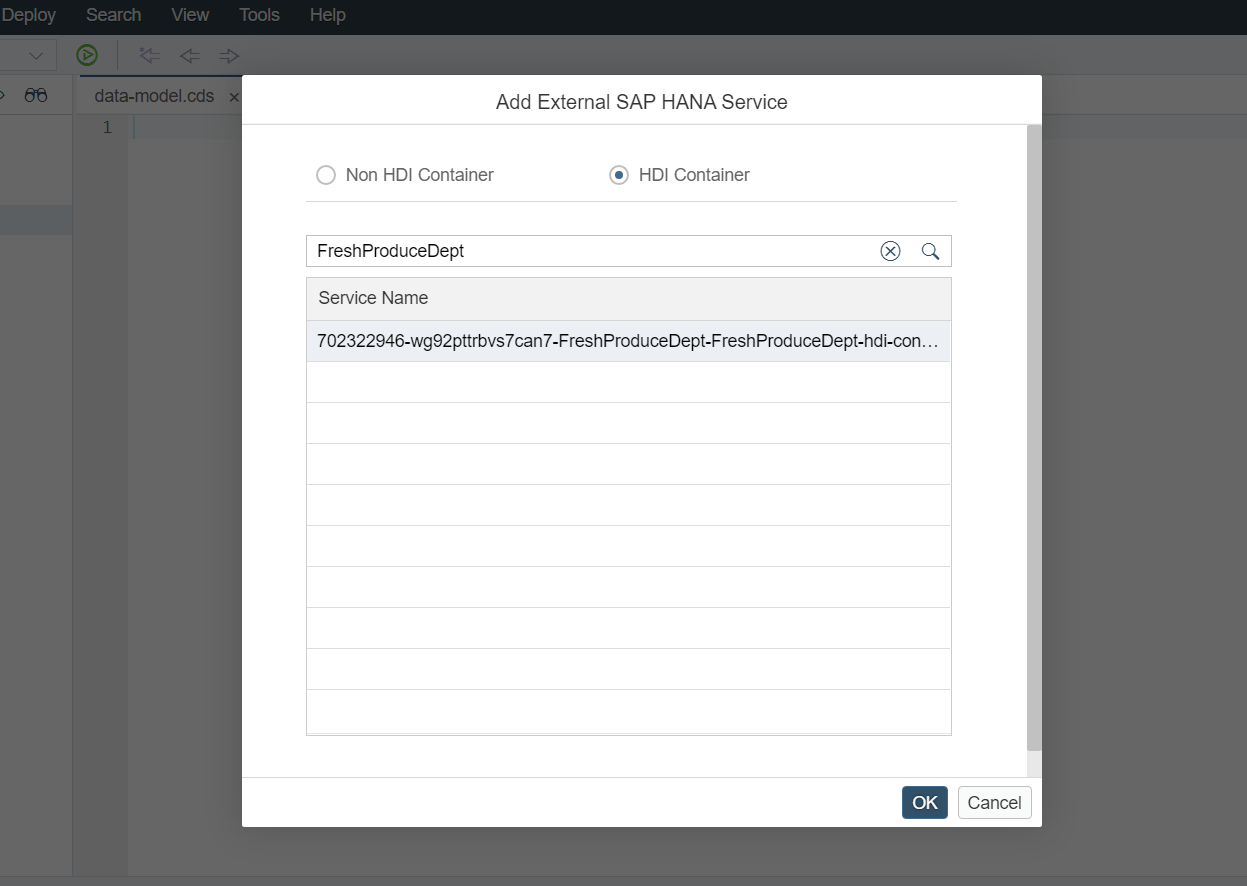 Deploy Search View Tools Help
data-model.cds
1
Add External SAP HANA Service
Non HDI Container HDI Container
FreshProduceDept
Service Name
702322946-wg92pttrbvs7can7-FreshProduceDept-FreshProduceDept-hdi-con...
OK Cancel